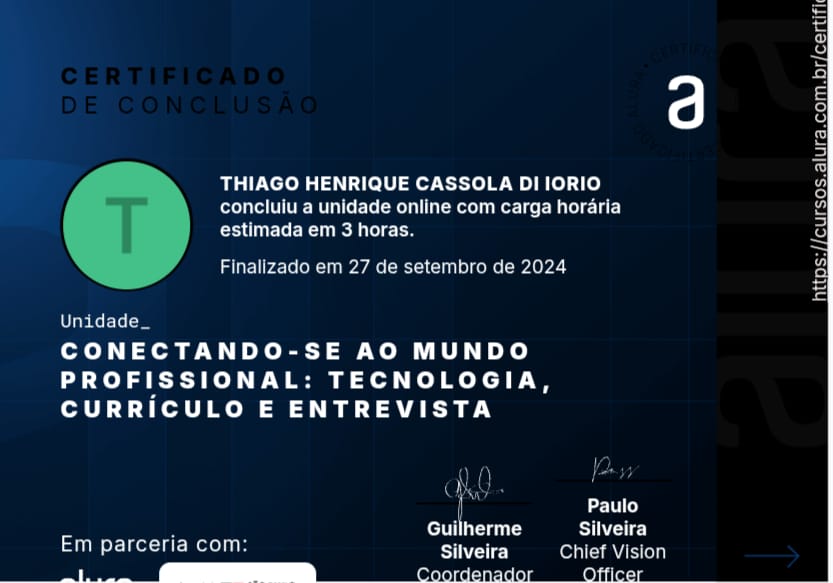 CERTIFICADO
DE CONCLUSÃO
a
T
THIAGO HENRIQUE CASSOLA DI IORIO
concluiu a unidade online com carga horária
estimada em 3 horas.
Finalizado em 27 de setembro de 2024
Unidade_
CONECTANDO-SE AO MUNDO
PROFISSIONAL: TECNOLOGIA,
CURRÍCULO E ENTREVISTA
Guilherme
Silveira
Coordenador
Paulo
Silveira
Chief Vision
Officer
Em parceria com:
alura
https://cursos.alura.com.br/certific